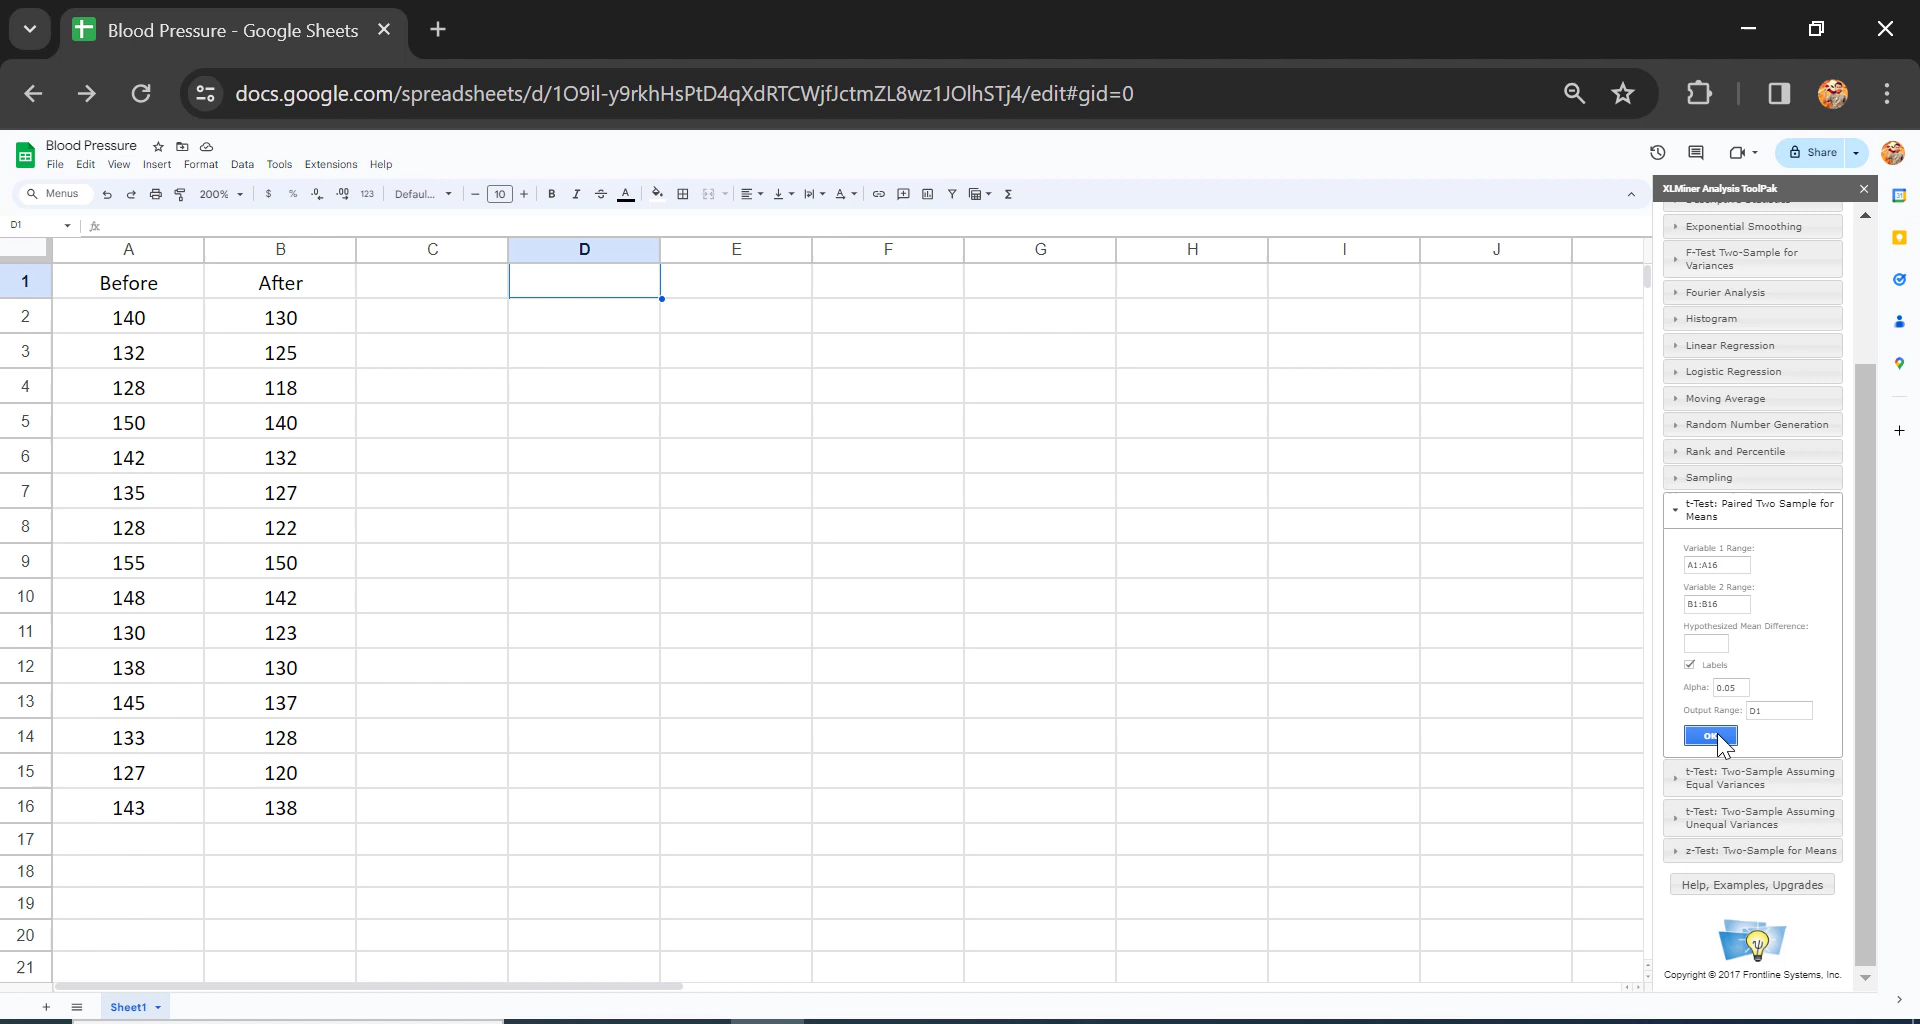 Blood Pressure - Google Sheets
docs.google.com/spreadsheets/d/1O9il-y9rkhHsPtD4qXdRTCWjfJctmZL8wz1JOlhSTj4/edit#gid=0
Blood Pressure
File Edit View Insert Format Data Tools Extensions Help
Share
Menus 200% $ % .0 .00 123 Defaul... 10 B I S A A Σ
XLMiner Analysis ToolPak
D1 fx
A B C D E F G H I J
1 Before After
2 140 130
3 132 125
4 128 118
5 150 140
6 142 132
7 135 127
8 128 122
9 155 150
10 148 142
11 130 123
12 138 130
13 145 137
14 133 128
15 127 120
16 143 138
17
18
19
20
21
Exponential Smoothing
F-Test Two-Sample for
Variances
Fourier Analysis
Histogram
Linear Regression
Logistic Regression
Moving Average
Random Number Generation
Rank and Percentile
Sampling
t-Test: Paired Two Sample for
Means
Variable 1 Range:
A1:A16
Variable 2 Range:
B1:B16
Hypothesized Mean Difference:
Labels
Alpha: 0.05
Output Range: D1
OK
t-Test: Two-Sample Assuming
Equal Variances
t-Test: Two-Sample Assuming
Unequal Variances
z-Test: Two-Sample for Means
Help, Examples, Upgrades
Copyright © 2017 Frontline Systems, Inc.
Sheet1